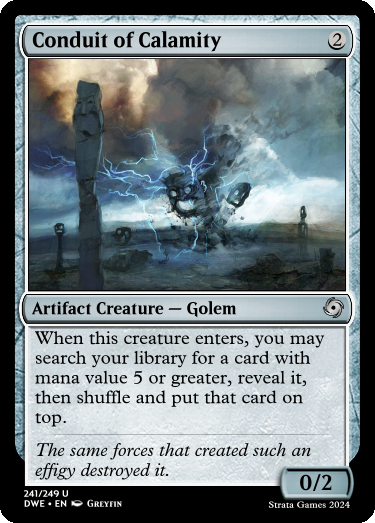 Conduit of Calamity 2
Artifact Creature — Golem
When this creature enters, you may
search your library for a card with
mana value 5 or greater, reveal it,
then shuffle and put that card on
top.
The same forces that created such an
effigy destroyed it.
0/2
241/249 U
DWE • EN Greyfin
Strata Games 2024